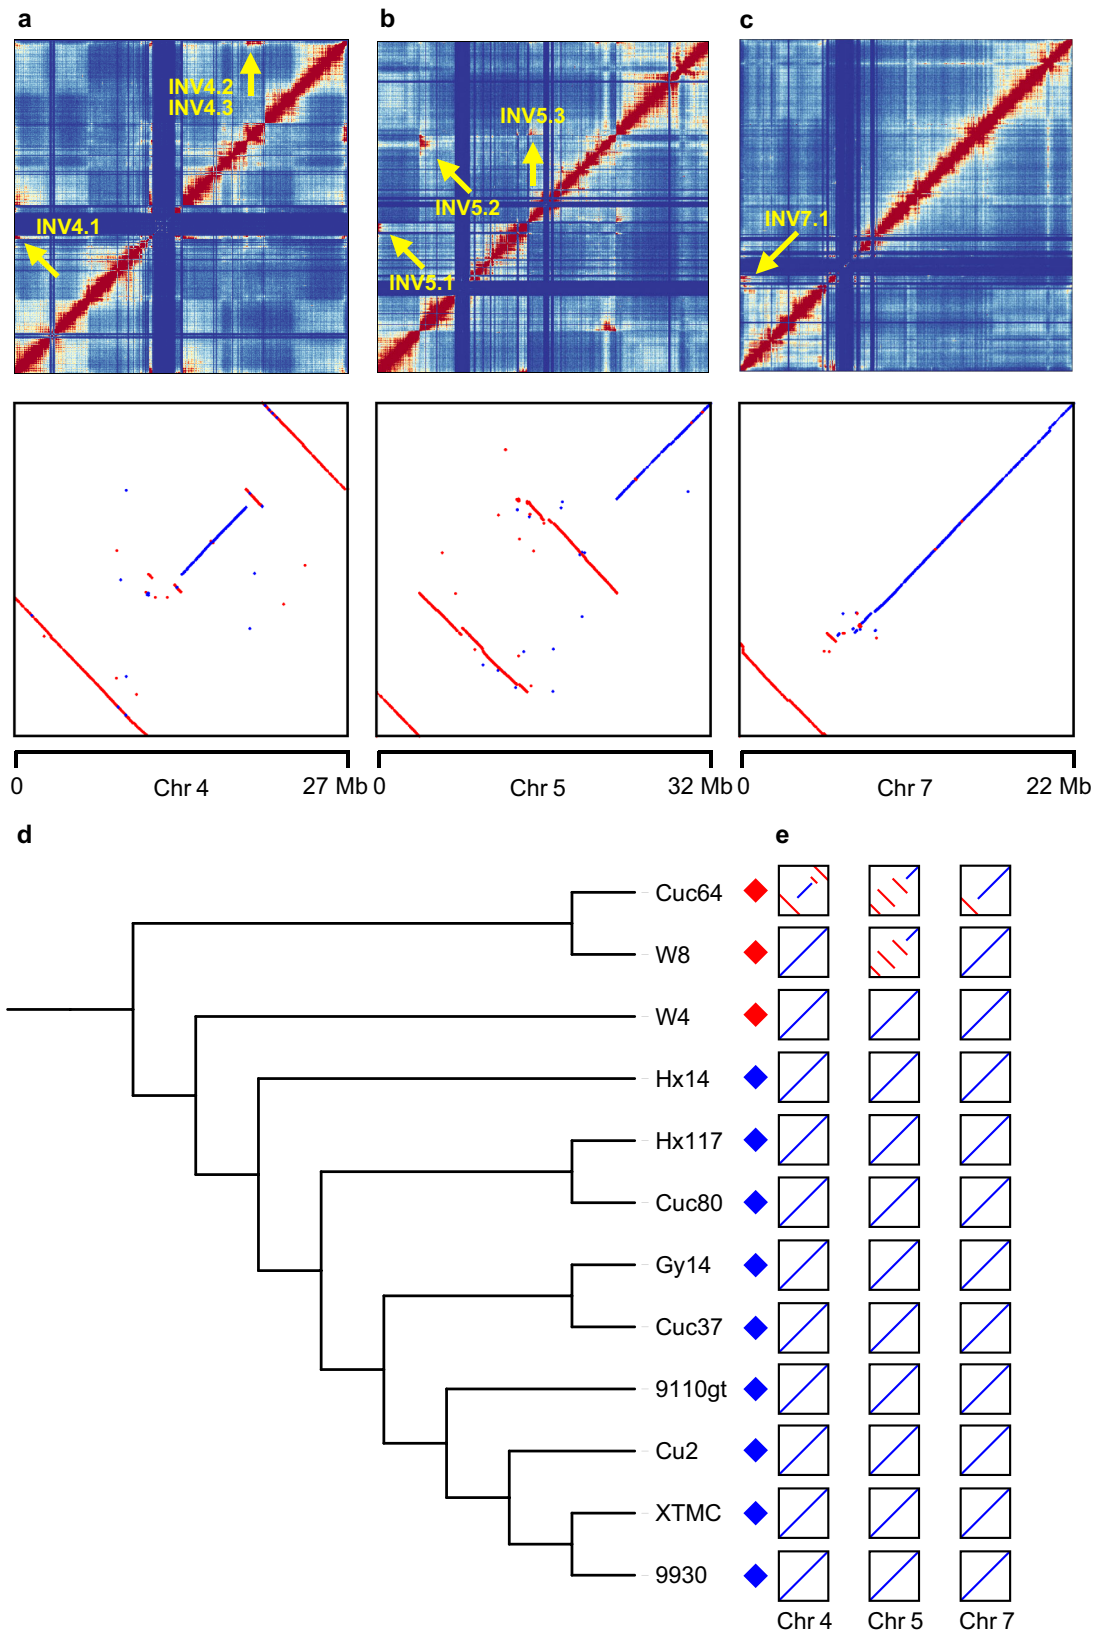 a
b
c
INV4.2
INV4.3
INV4.1
INV5.3
INV5.2
INV5.1
INV7.1
0 Chr 4 27 Mb
0 Chr 5 32 Mb
0 Chr 7 22 Mb
d
e
Cuc64
W8
W4
Hx14
Hx117
Cuc80
Gy14
Cuc37
9110gt
Cu2
XTMC
9930
Chr 4 Chr 5 Chr 7